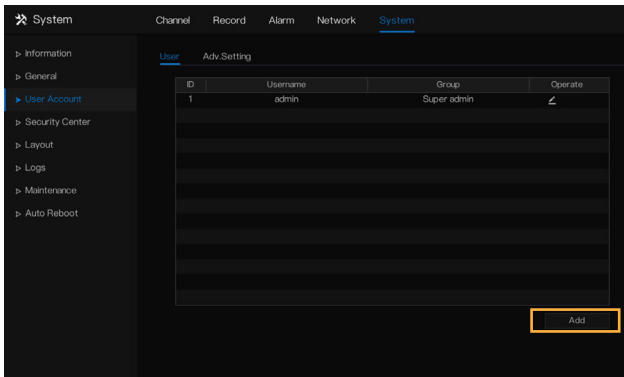 System
Channel Record Alarm Network System
Information
General
User Account
Security Center
Layout
Logs
Maintenance
Auto Reboot
User Adv.Setting
ID Username Group Operate
1 admin Super admin
Add